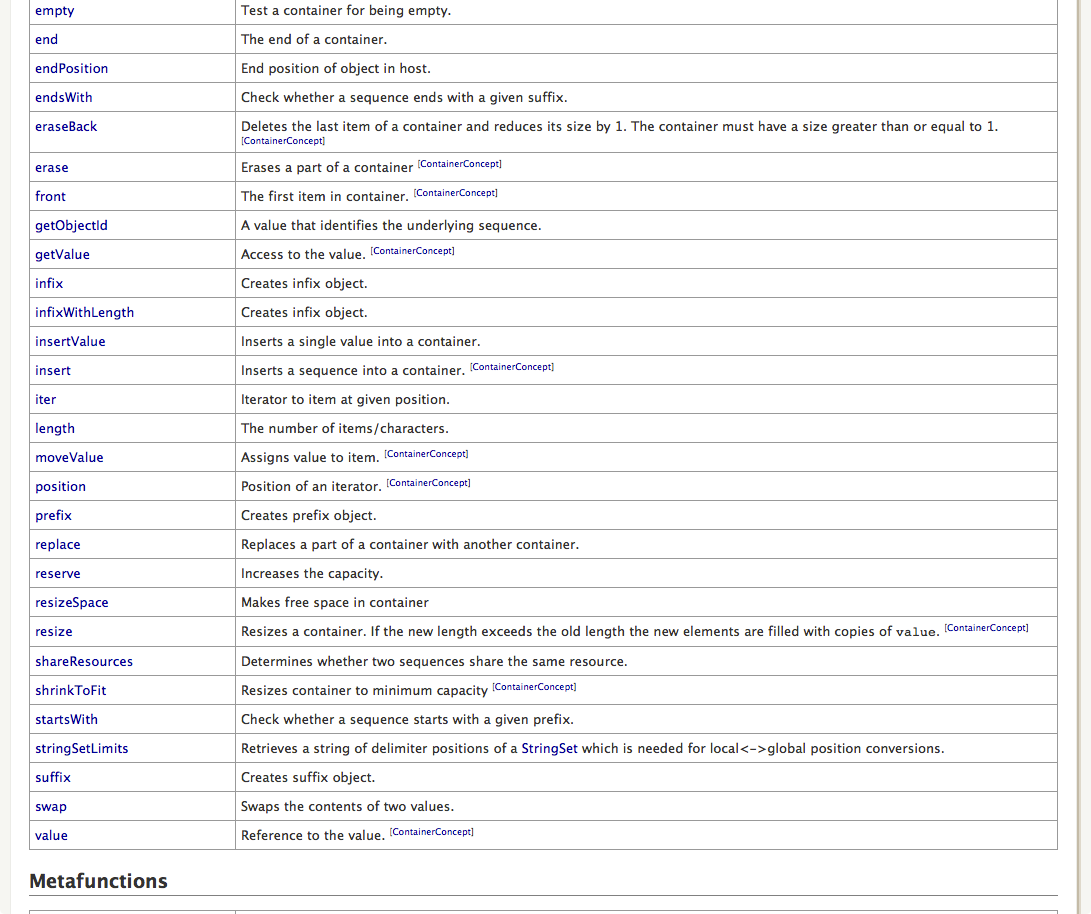 empty Test a container for being empty.
end The end of a container.
endPosition End position of object in host.
endsWith Check whether a sequence ends with a given suffix.
eraseBack Deletes the last item of a container and reduces its size by 1. The container must have a size greater than or equal to 1.
[ContainerConcept]
erase Erases a part of a container [ContainerConcept]
front The first item in container. [ContainerConcept]
getObjectId A value that identifies the underlying sequence.
getValue Access to the value. [ContainerConcept]
infix Creates infix object.
infixWithLength Creates infix object.
insertValue Inserts a single value into a container.
insert Inserts a sequence into a container. [ContainerConcept]
iter Iterator to item at given position.
length The number of items/characters.
moveValue Assigns value to item. [ContainerConcept]
position Position of an iterator. [ContainerConcept]
prefix Creates prefix object.
replace Replaces a part of a container with another container.
reserve Increases the capacity.
resizeSpace Makes free space in container
resize Resizes a container. If the new length exceeds the old length the new elements are filled with copies of value. [ContainerConcept]
shareResources Determines whether two sequences share the same resource.
shrinkToFit Resizes container to minimum capacity [ContainerConcept]
startsWith Check whether a sequence starts with a given prefix.
stringSetLimits Retrieves a string of delimiter positions of a StringSet which is needed for local<->global position conversions.
suffix Creates suffix object.
swap Swaps the contents of two values.
value Reference to the value. [ContainerConcept]
Metafunctions